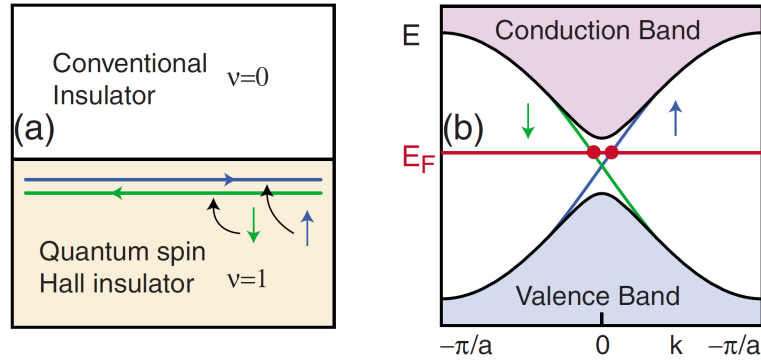 (a)
Conventional
Insulator ν=0
Quantum spin
Hall insulator ν=1
(b)
E
Conduction Band
E_F
Valence Band
−π/a 0 k −π/a